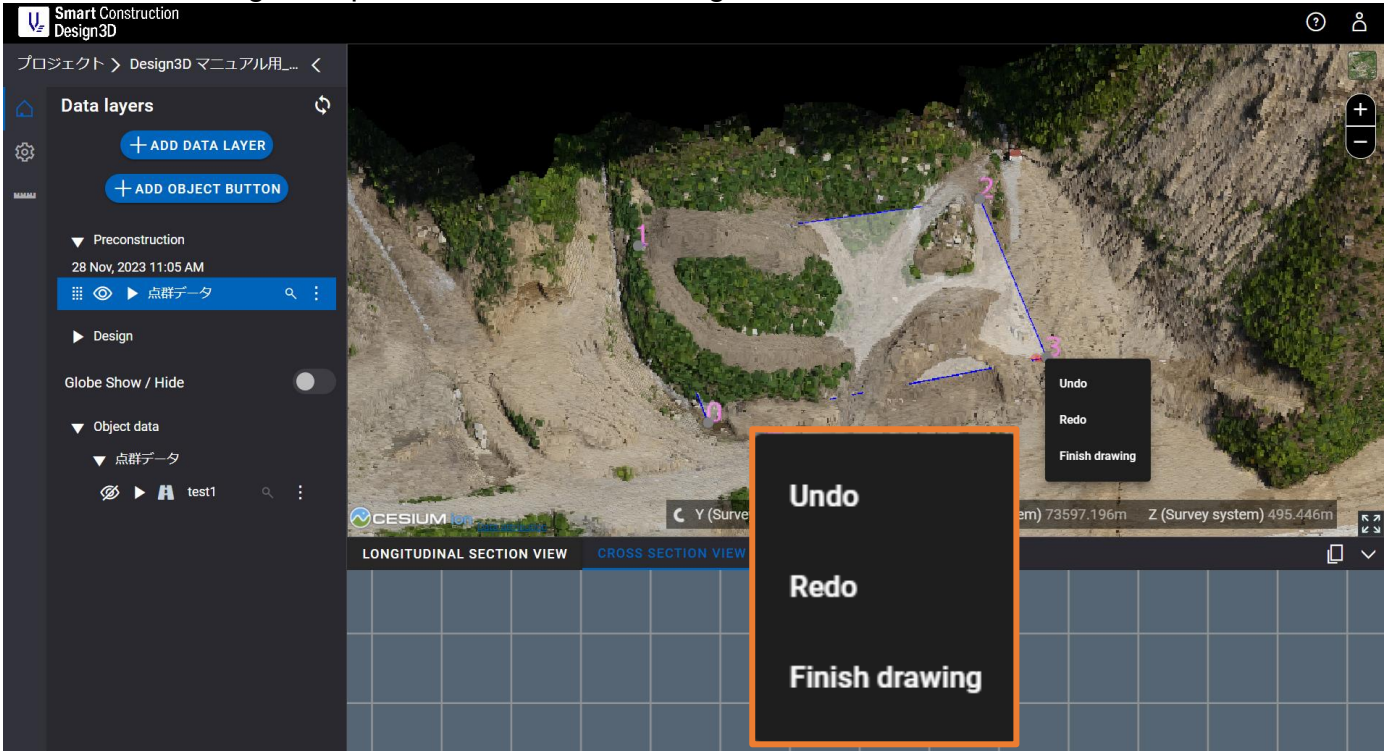 Smart Construction
Design3D
プロジェクト > Design3D マニュアル用_...
Data layers
+ ADD DATA LAYER
+ ADD OBJECT BUTTON
Preconstruction
28 Nov, 2023 11:05 AM
点群データ
Design
Globe Show / Hide
Object data
点群データ
test1
1
2
3
0
Undo
Redo
Finish drawing
CESIUM ion
Y (Surve
em) 73597.196m Z (Survey system) 495.446m
LONGITUDINAL SECTION VIEW CROSS SECTION VIEW
Undo
Redo
Finish drawing